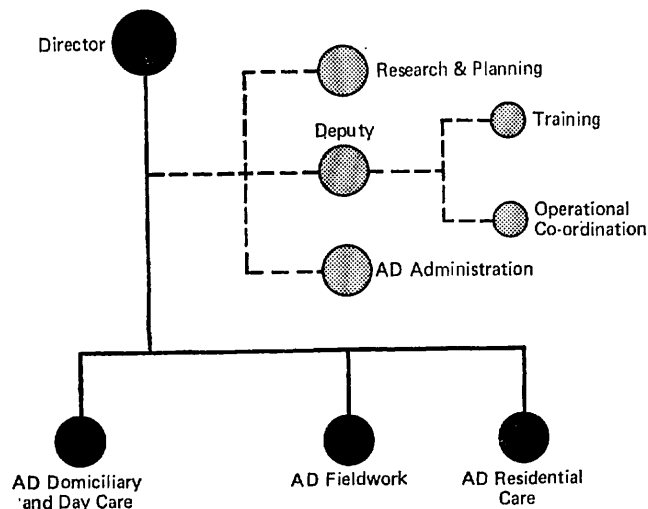 Director
Research & Planning
Deputy
Training
Operational
Co-ordination
AD Administration
AD Domiciliary
and Day Care
AD Fieldwork
AD Residential
Care